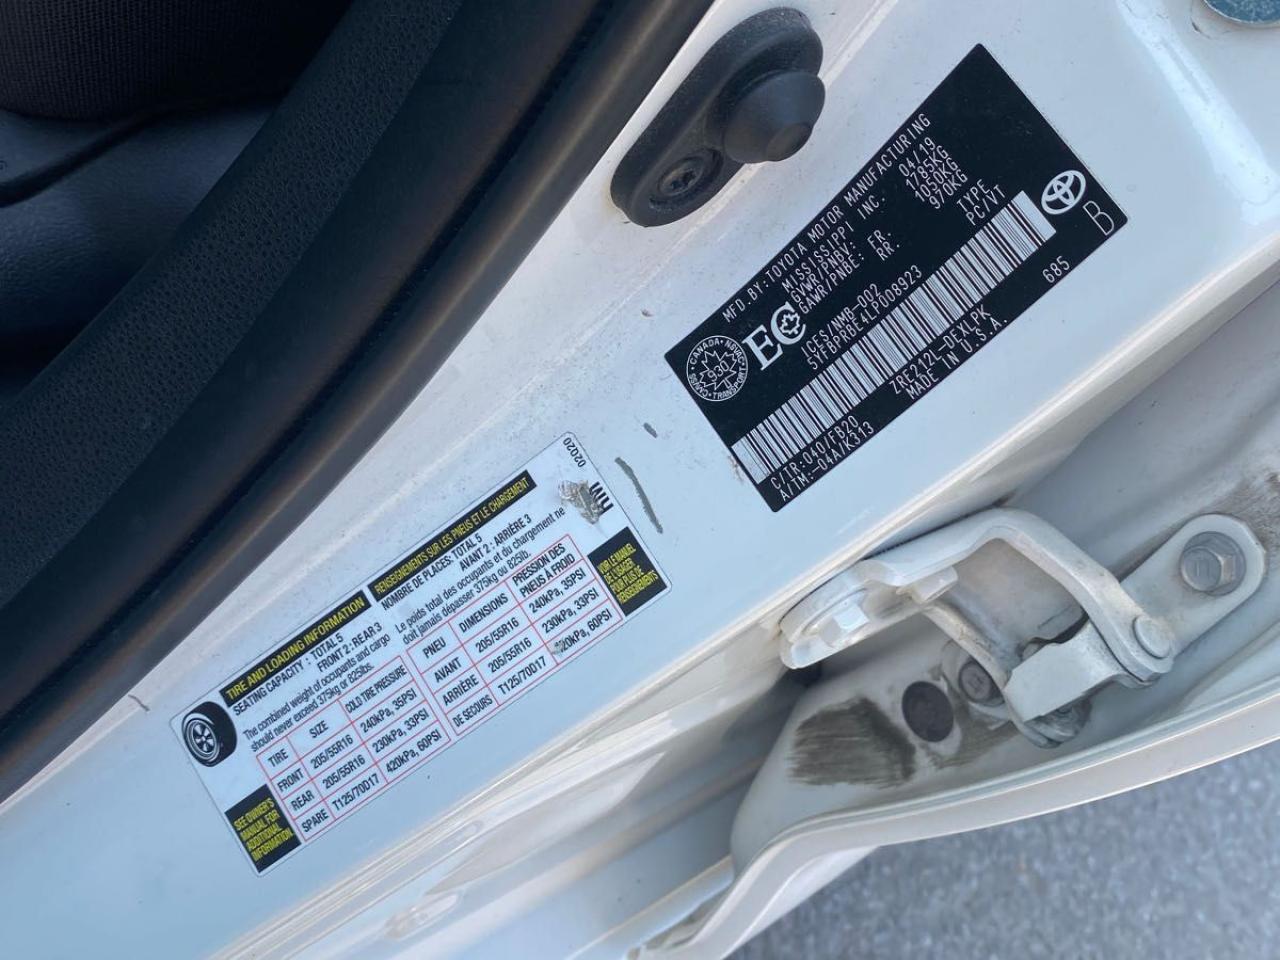 MFD.BY:TOYOTA MOTOR MANUFACTURING
MISSISSIPPI INC. 04/19
GVWR/PNBV: 1785KG
GAWR/PNBE: FR. 1050KG
RR. 970KG
EC
ICES/NMB-002
TYPE
5YFBPRBE4LP008923
PC/VT
CANADA
930
TRANSPORT
C/TR:040/FB20
ZRE212L-DEXLPK
685
A/TM:-04A/K313
MADE IN U.S.A.
B
02020
TIRE AND LOADING INFORMATION
RENSEIGNEMENTS SUR LES PNEUS ET LE CHARGEMENT
SEATING CAPACITY : TOTAL 5
FRONT 2 : REAR 3
NOMBRE DE PLACES: TOTAL 5
AVANT 2 : ARRIÈRE 3
The combined weight of occupants and cargo
should never exceed 375kg or 825lbs.
Le poids total des occupants et du chargement ne
doit jamais dépasser 375kg ou 825lb.
TIRE SIZE COLD TIRE PRESSURE
FRONT 205/55R16 240kPa, 35PSI
REAR 205/55R16 230kPa, 33PSI
SPARE T125/70D17 420kPa, 60PSI
PNEU DIMENSIONS PRESSION DES
PNEUS À FROID
AVANT 205/55R16 240kPa, 35PSI
ARRIÈRE 205/55R16 230kPa, 33PSI
DE SECOURS T125/70D17 420kPa, 60PSI
SEE OWNER'S
MANUAL FOR
ADDITIONAL
INFORMATION
VOIR LE MANUEL
DE L'USAGER
POUR PLUS DE
RENSEIGNEMENTS